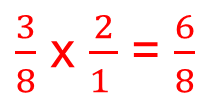 3/8 x 2/1 = 6/8